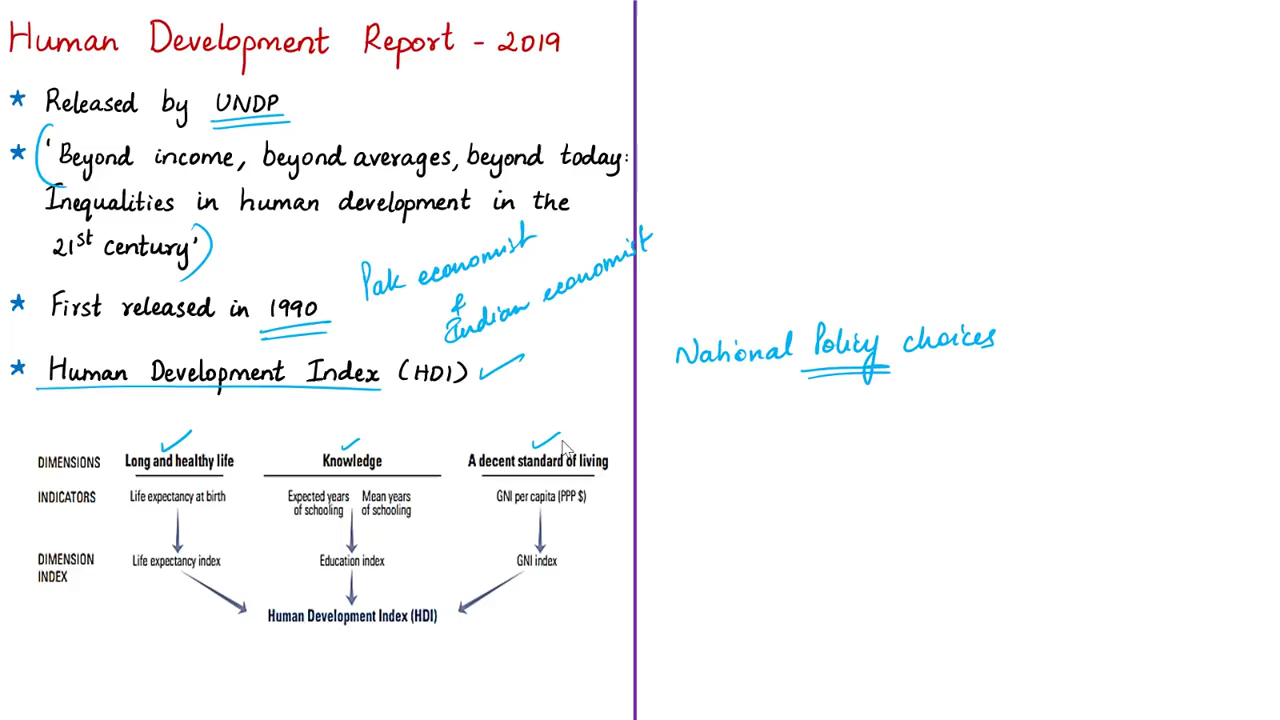 Human Development Report - 2019
* Released by UNDP
* 'Beyond income, beyond averages, beyond today:
Inequalities in human development in the
21st century'
* First released in 1990
Pak economist
&
Indian economist
* Human Development Index (HDI)
DIMENSIONS Long and healthy life Knowledge A decent standard of living
INDICATORS Life expectancy at birth Expected years Mean years GNI per capita (PPP $)
of schooling of schooling
DIMENSION Life expectancy index Education index GNI index
INDEX
Human Development Index (HDI)
National Policy choices